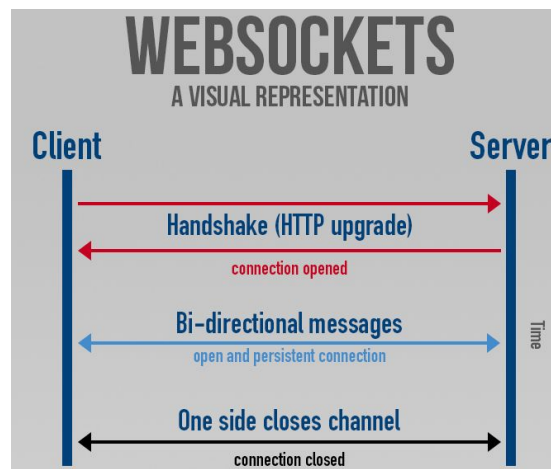 WEBSOCKETS
A VISUAL REPRESENTATION
Client
Server
Handshake (HTTP upgrade)
connection opened
Bi-directional messages
open and persistent connection
Time
One side closes channel
connection closed